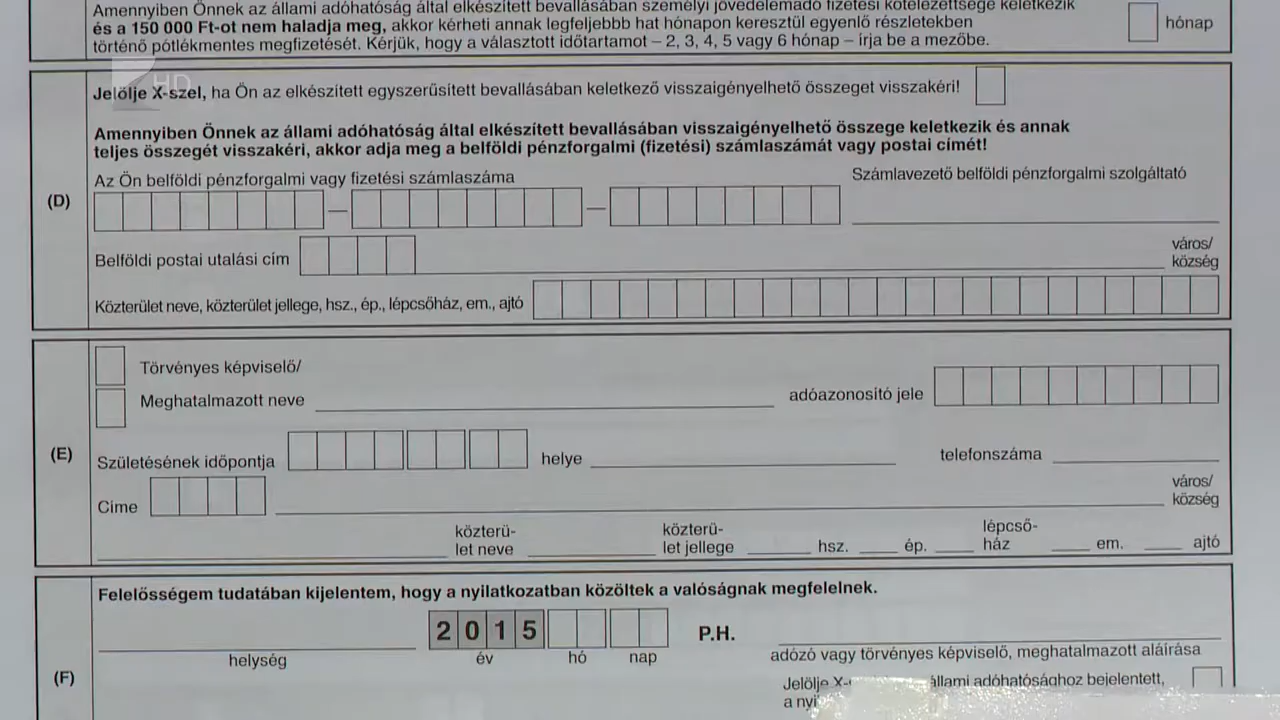 Amennyiben Önnek az állami adóhatóság által elkészített bevallásában személyi jövedelemadó fizetési kötelezettsége keletkezik
és a 150 000 Ft-ot nem haladja meg, akkor kérheti annak legfeljebbb hat hónapon keresztül egyenlő részletekben
történő pótlékmentes megfizetését. Kérjük, hogy a választott időtartamot – 2, 3, 4, 5 vagy 6 hónap – írja be a mezőbe.
hónap
HD
Jelölje X-szel, ha Ön az elkészített egyszerűsített bevallásában keletkező visszaigényelhető összeget visszakéri!
Amennyiben Önnek az állami adóhatóság által elkészített bevallásában visszaigényelhető összege keletkezik és annak
teljes összegét visszakéri, akkor adja meg a belföldi pénzforgalmi (fizetési) számlaszámát vagy postai címét!
(D)
Az Ön belföldi pénzforgalmi vagy fizetési számlaszáma
Számlavezető belföldi pénzforgalmi szolgáltató
— —
Belföldi postai utalási cím
város/
község
Közterület neve, közterület jellege, hsz., ép., lépcsőház, em., ajtó
(E)
Törvényes képviselő/
Meghatalmazott neve
adóazonosító jele
Születésének időpontja
helye
telefonszáma
Címe
város/
község
közterü-
let neve
közterü-
let jellege
hsz.
ép.
lépcső-
ház
em.
ajtó
(F)
Felelősségem tudatában kijelentem, hogy a nyilatkozatban közöltek a valóságnak megfelelnek.
2015
P.H.
helység
év
hó
nap
adózó vagy törvényes képviselő, meghatalmazott aláírása
Jelölje X- állami adóhatósághoz bejelentett,
a